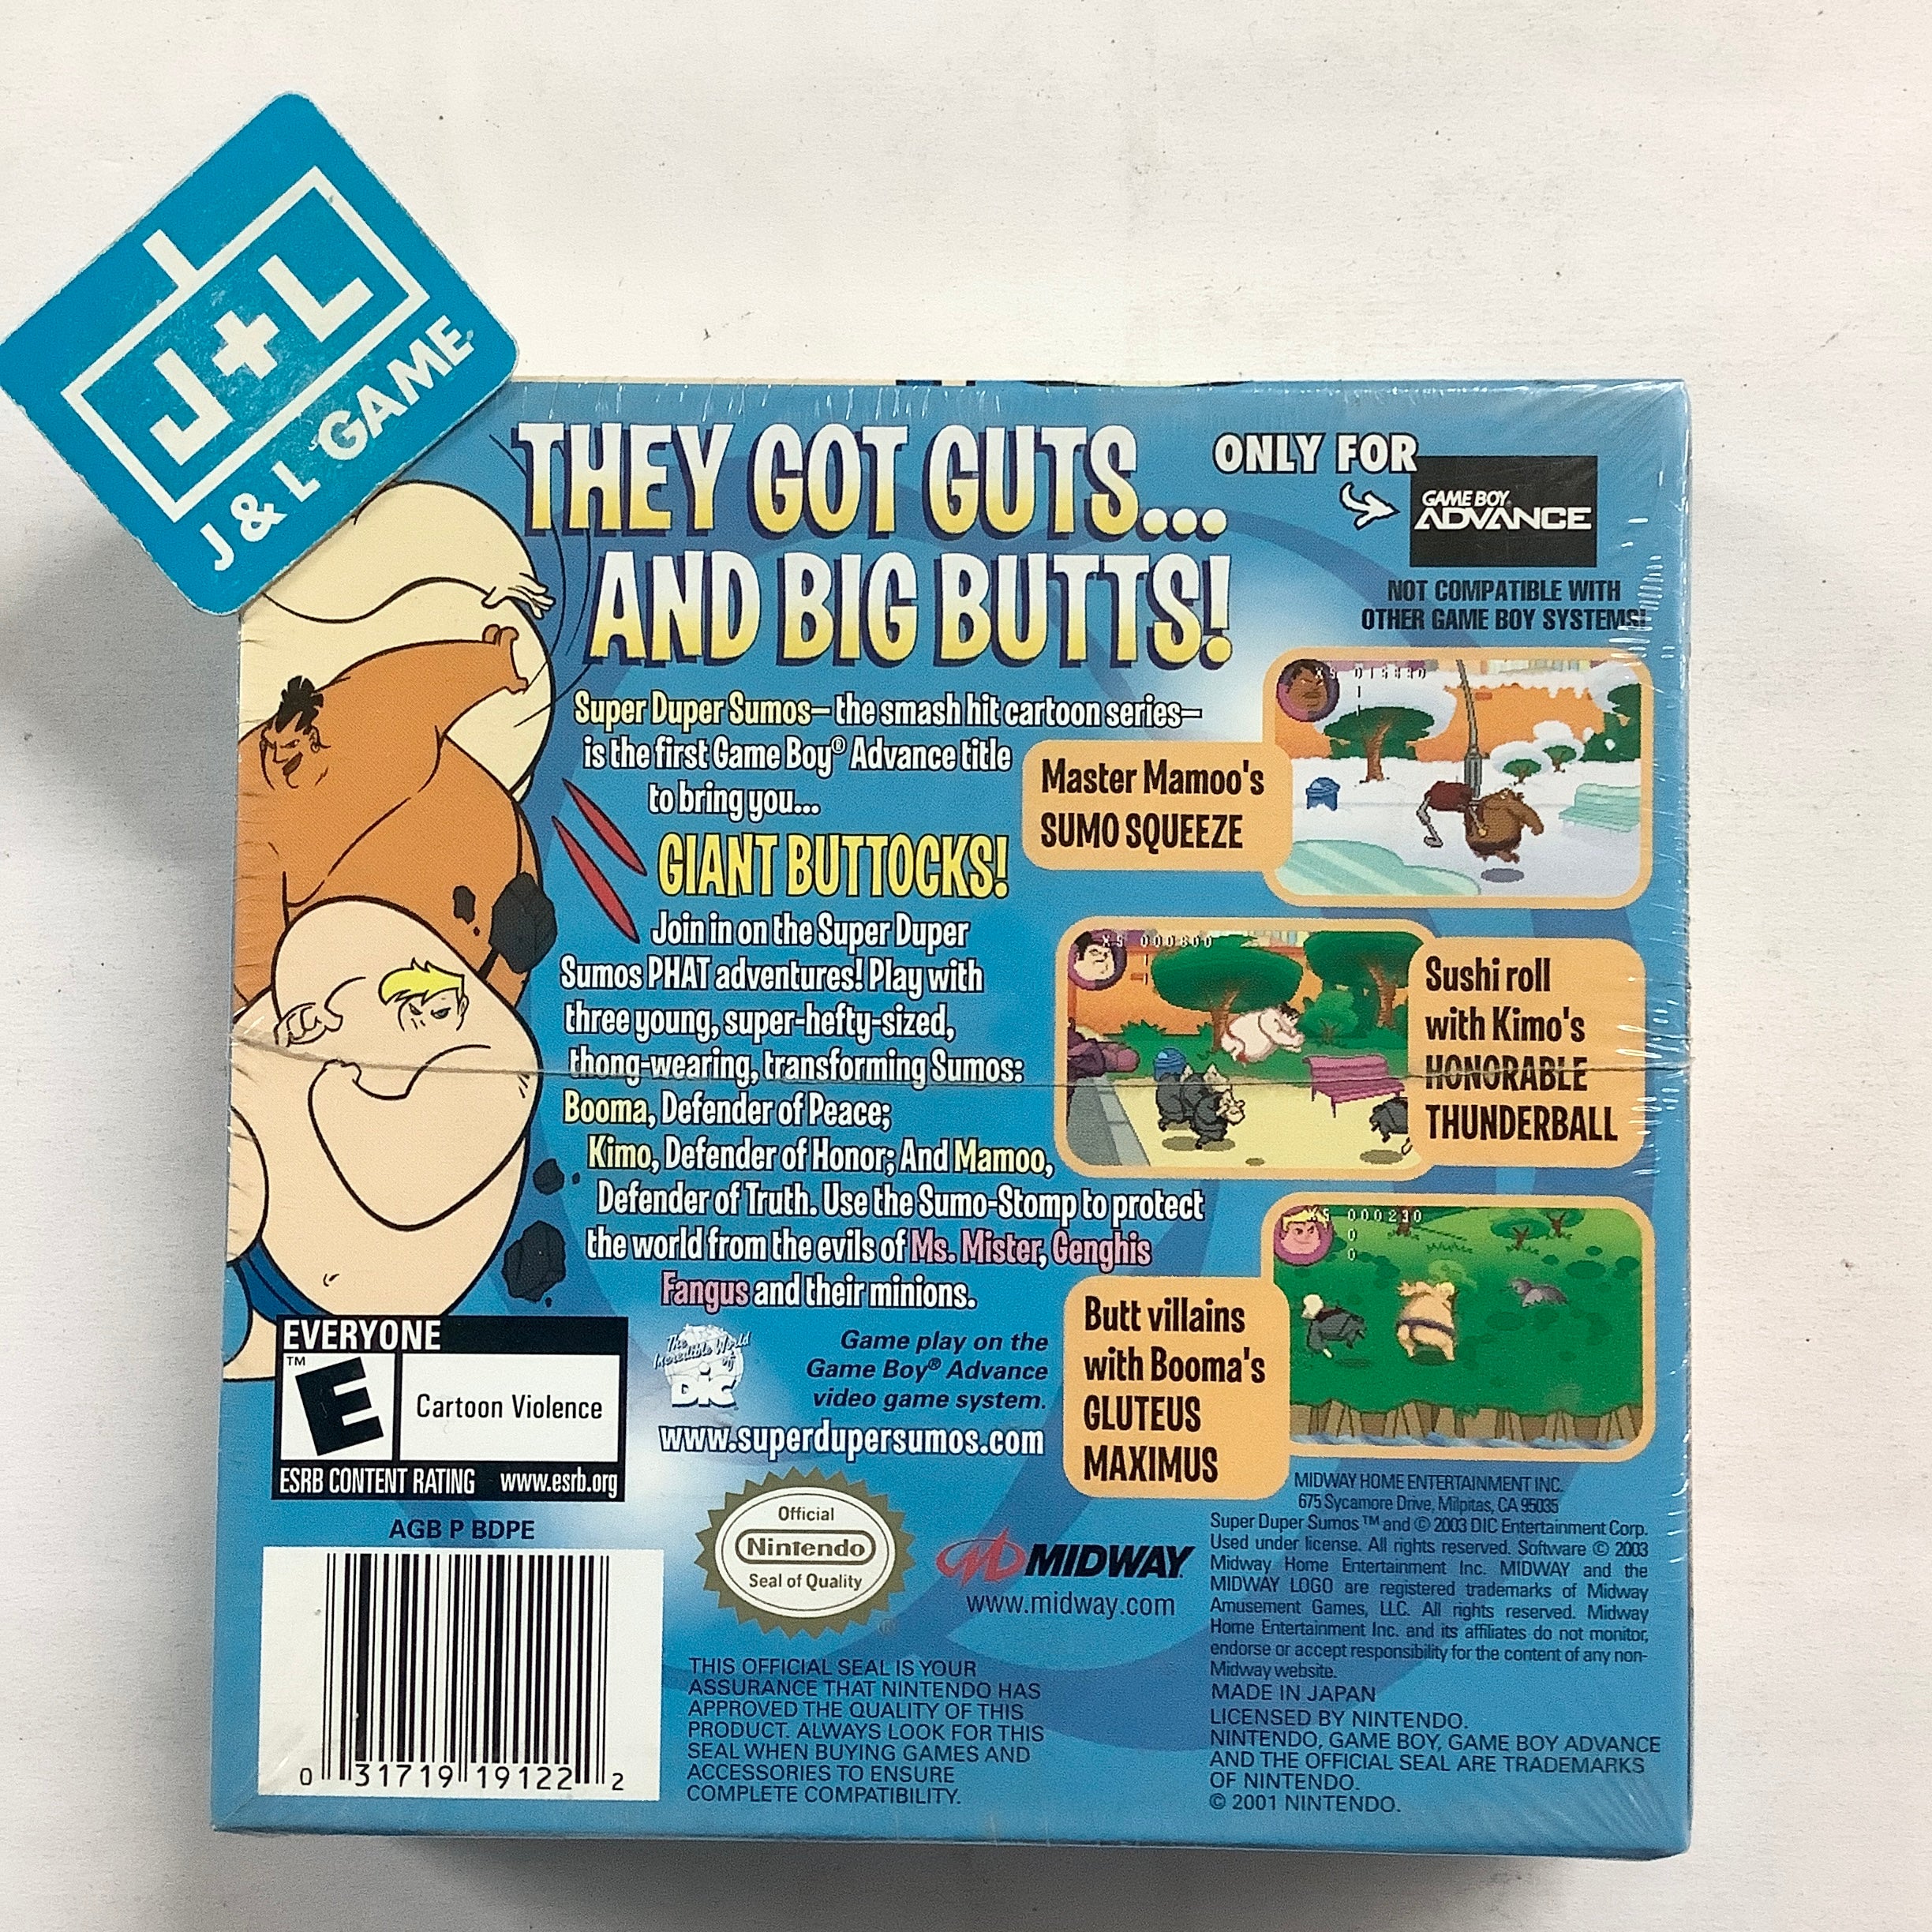 J+L
J & L GAME
THEY GOT GUTS...
AND BIG BUTTS!
ONLY FOR
GAME BOY
ADVANCE
NOT COMPATIBLE WITH
OTHER GAME BOY SYSTEMS!
Super Duper Sumos—the smash hit cartoon series—
is the first Game Boy® Advance title
to bring you...
GIANT BUTTOCKS!
Join in on the Super Duper
Sumos PHAT adventures! Play with
three young, super-hefty-sized,
thong-wearing, transforming Sumos:
Booma, Defender of Peace;
Kimo, Defender of Honor; And Mamoo,
Defender of Truth. Use the Sumo-Stomp to protect
the world from the evils of Ms. Mister, Genghis
Fangus and their minions.
Master Mamoo's
SUMO SQUEEZE
1
X5 000800
Sushi roll
with Kimo's
HONORABLE
THUNDERBALL
X5 000230
0
0
Butt villains
with Booma's
GLUTEUS
MAXIMUS
EVERYONE
™
E
Cartoon Violence
ESRB CONTENT RATING www.esrb.org
The
Incredible World
of
DiC
Game play on the
Game Boy® Advance
video game system.
www.superdupersumos.com
AGB P BDPE
0 31719 19122 2
Official
Nintendo
Seal of Quality
®
MIDWAY
www.midway.com
THIS OFFICIAL SEAL IS YOUR
ASSURANCE THAT NINTENDO HAS
APPROVED THE QUALITY OF THIS
PRODUCT. ALWAYS LOOK FOR THIS
SEAL WHEN BUYING GAMES AND
ACCESSORIES TO ENSURE
COMPLETE COMPATIBILITY.
MIDWAY HOME ENTERTAINMENT INC.
675 Sycamore Drive, Milpitas, CA 95035
Super Duper Sumos™ and © 2003 DIC Entertainment Corp.
Used under license. All rights reserved. Software © 2003
Midway Home Entertainment Inc. MIDWAY and the
MIDWAY LOGO are registered trademarks of Midway
Amusement Games, LLC. All rights reserved. Midway
Home Entertainment Inc. and its affiliates do not monitor,
endorse or accept responsibility for the content of any non-
Midway website.
MADE IN JAPAN
LICENSED BY NINTENDO.
NINTENDO, GAME BOY, GAME BOY ADVANCE
AND THE OFFICIAL SEAL ARE TRADEMARKS
OF NINTENDO.
© 2001 NINTENDO.